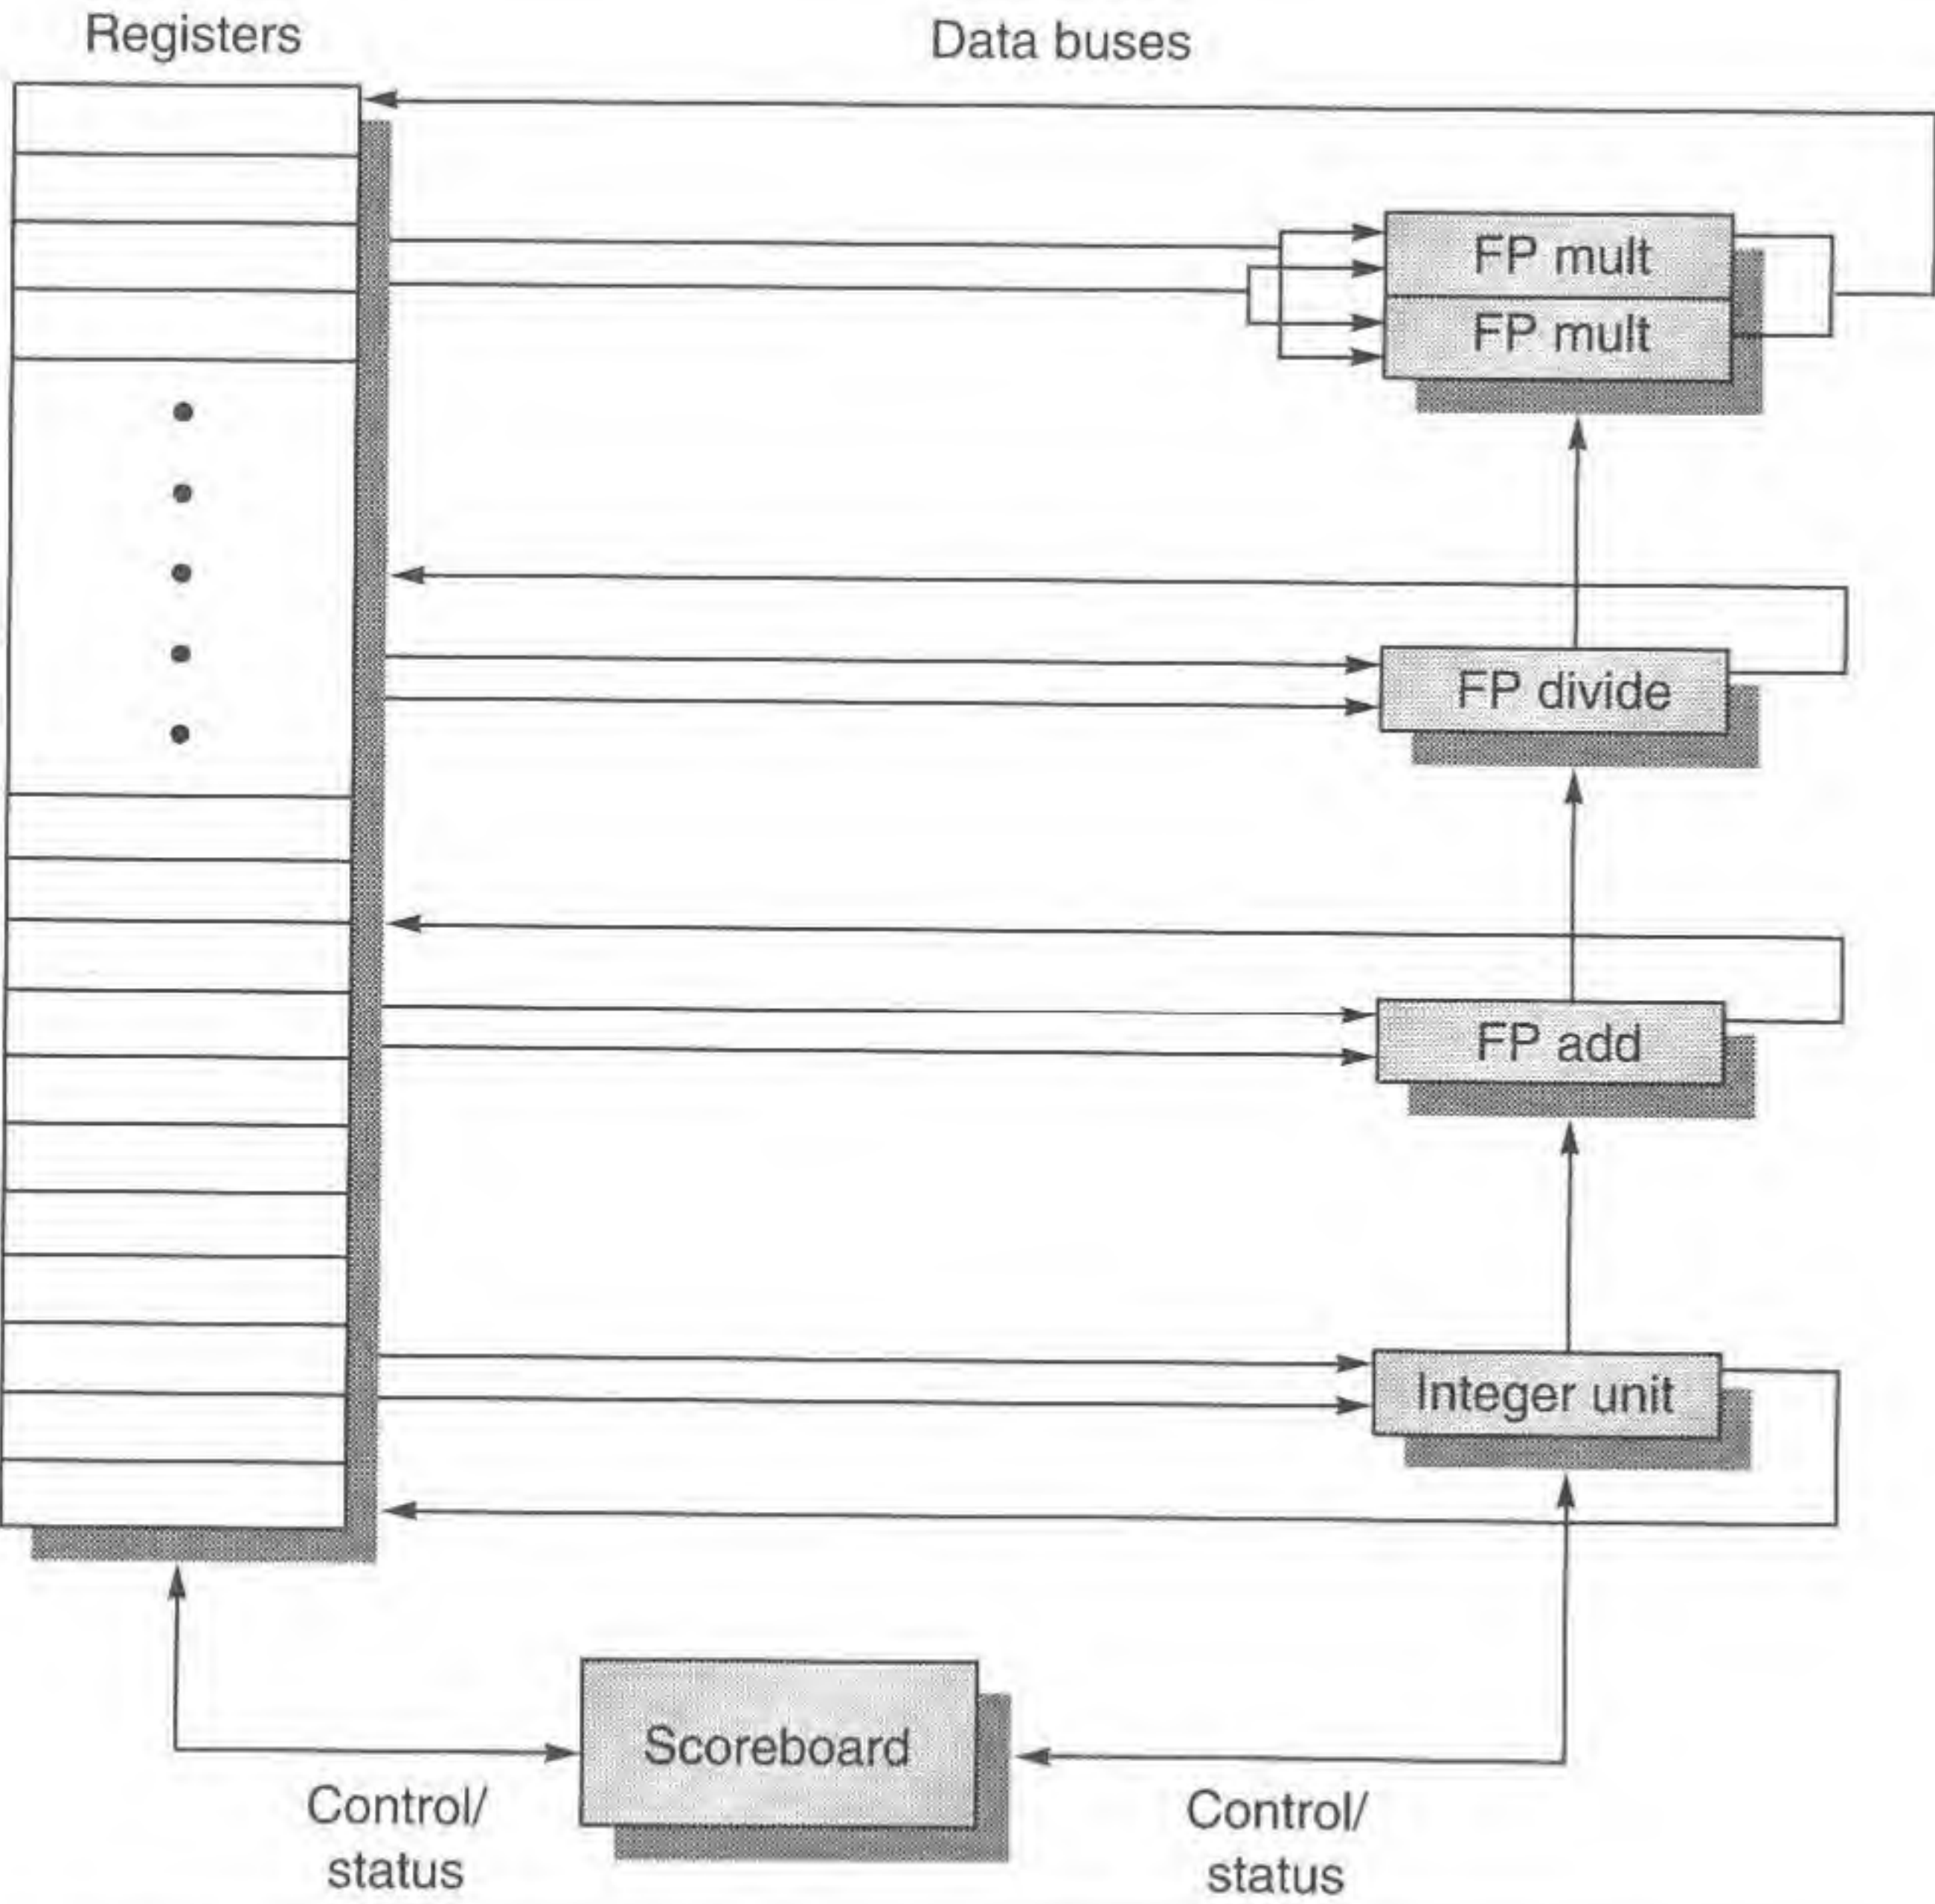 Registers
Data buses
FP mult
FP mult
FP divide
FP add
Integer unit
Scoreboard
Control/
status
Control/
status